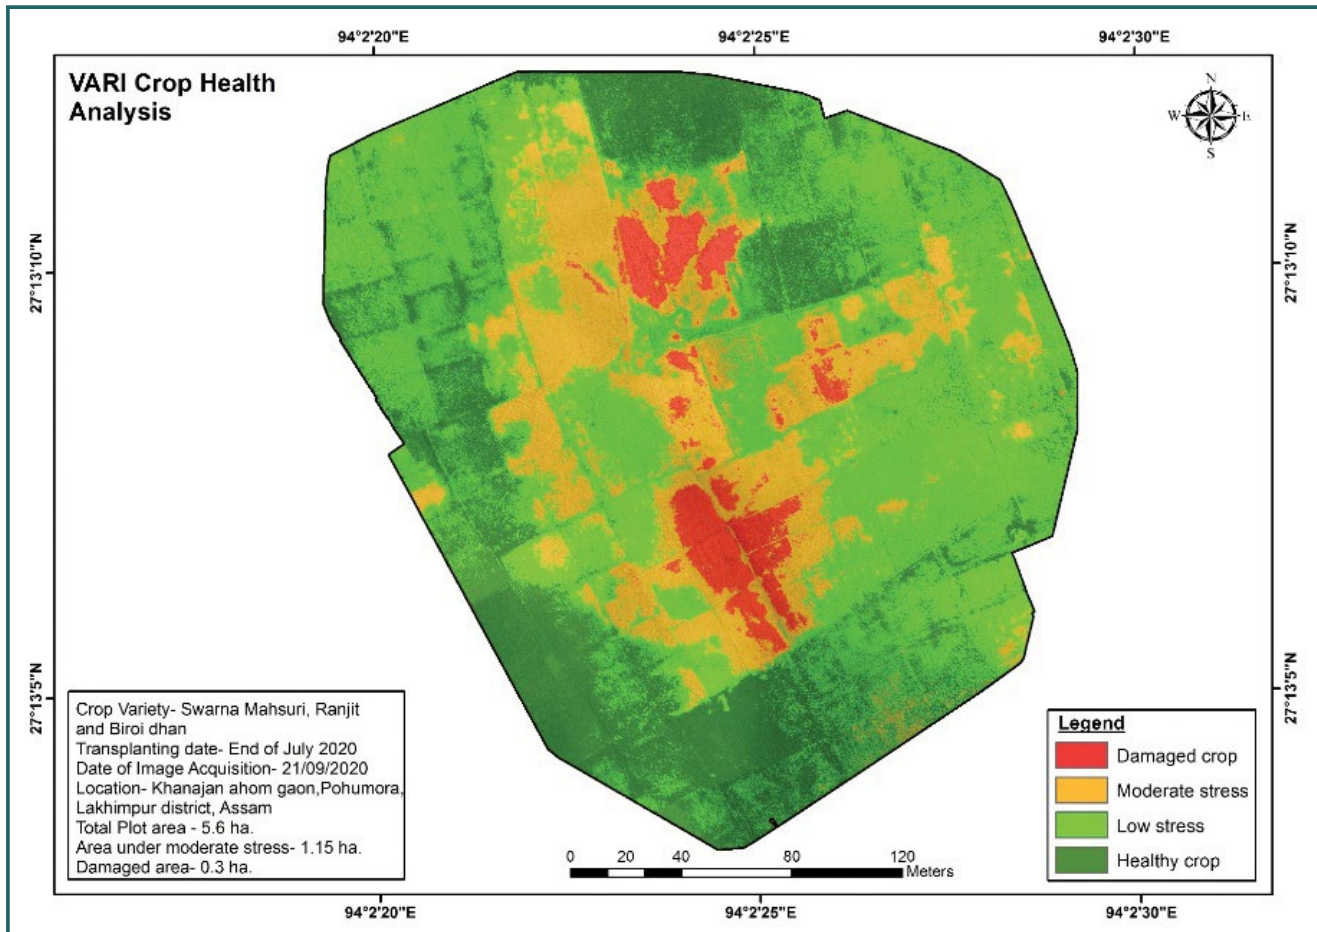 94°2'20"E
94°2'25"E
94°2'30"E
VARI Crop Health
Analysis
N
W
E
S
27°13'10"N
27°13'10"N
27°13'5"N
27°13'5"N
Crop Variety- Swarna Mahsuri, Ranjit
and Biroi dhan
Transplanting date- End of July 2020
Date of Image Acquisition- 21/09/2020
Location- Khanajan ahom gaon,Pohumora,
Lakhimpur district, Assam
Total Plot area - 5.6 ha.
Area under moderate stress- 1.15 ha.
Damaged area- 0.3 ha.
Legend
Damaged crop
Moderate stress
Low stress
Healthy crop
0 20 40 80 120
Meters
94°2'20"E
94°2'25"E
94°2'30"E